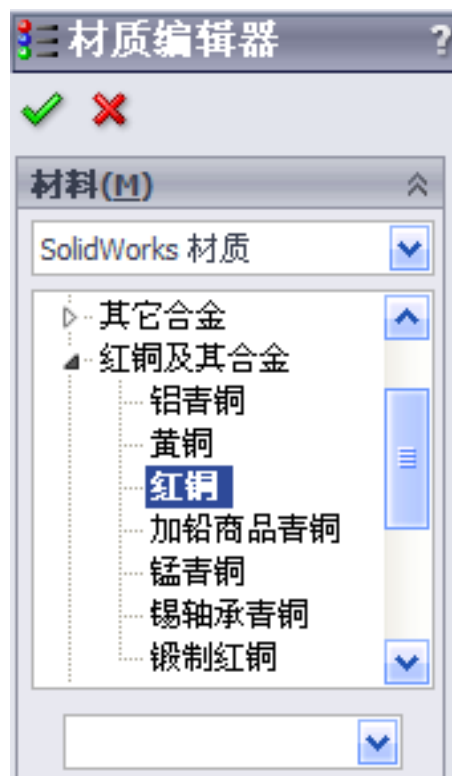 材质编辑器 ?
材料(M)
SolidWorks 材质
其它合金
红铜及其合金
铝青铜
黄铜
红铜
加铅商品青铜
锰青铜
锡轴承青铜
锻制红铜